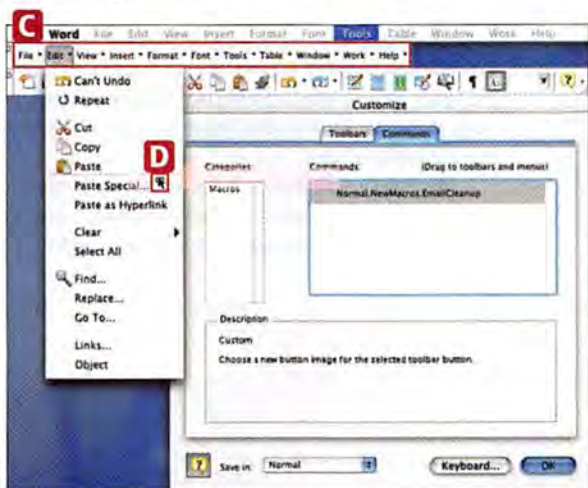 C
Word File Edit View Insert Format Font Tools Table Window Work Help
File Edit View Insert Format Font Tools Table Window Work Help
Customize
Can't Undo
Repeat
Cut
Copy
Paste
D
Paste Special...
Paste as Hyperlink
Clear
Select All
Find...
Replace...
Go To...
Links...
Object
Toolbars Commands
Categories: Commands: (Drag to toolbars and menus)
Macros
Normal.NewMacros.EmailCleanup
Description
Custom
Choose a new button image for the selected toolbar button.
Save in: Normal
Keyboard... OK